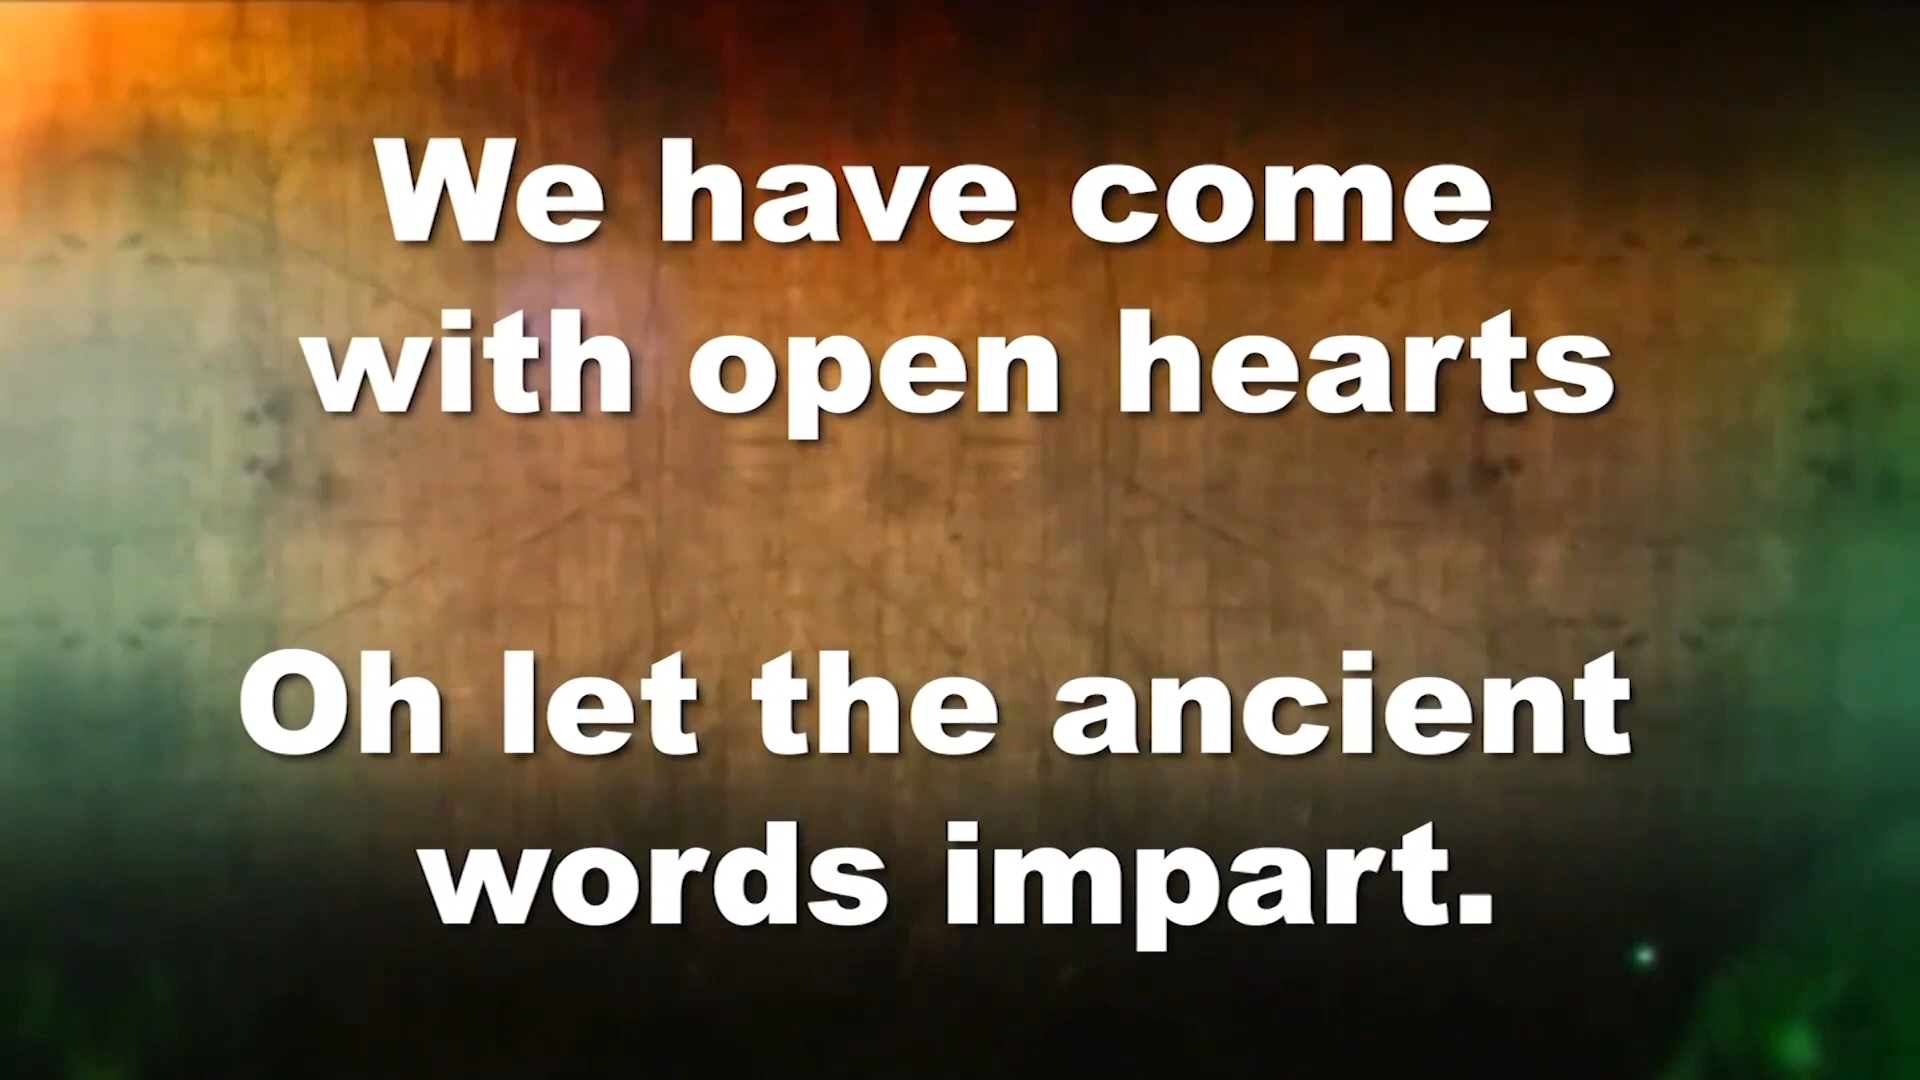 We have come
with open hearts
Oh let the ancient
words impart.